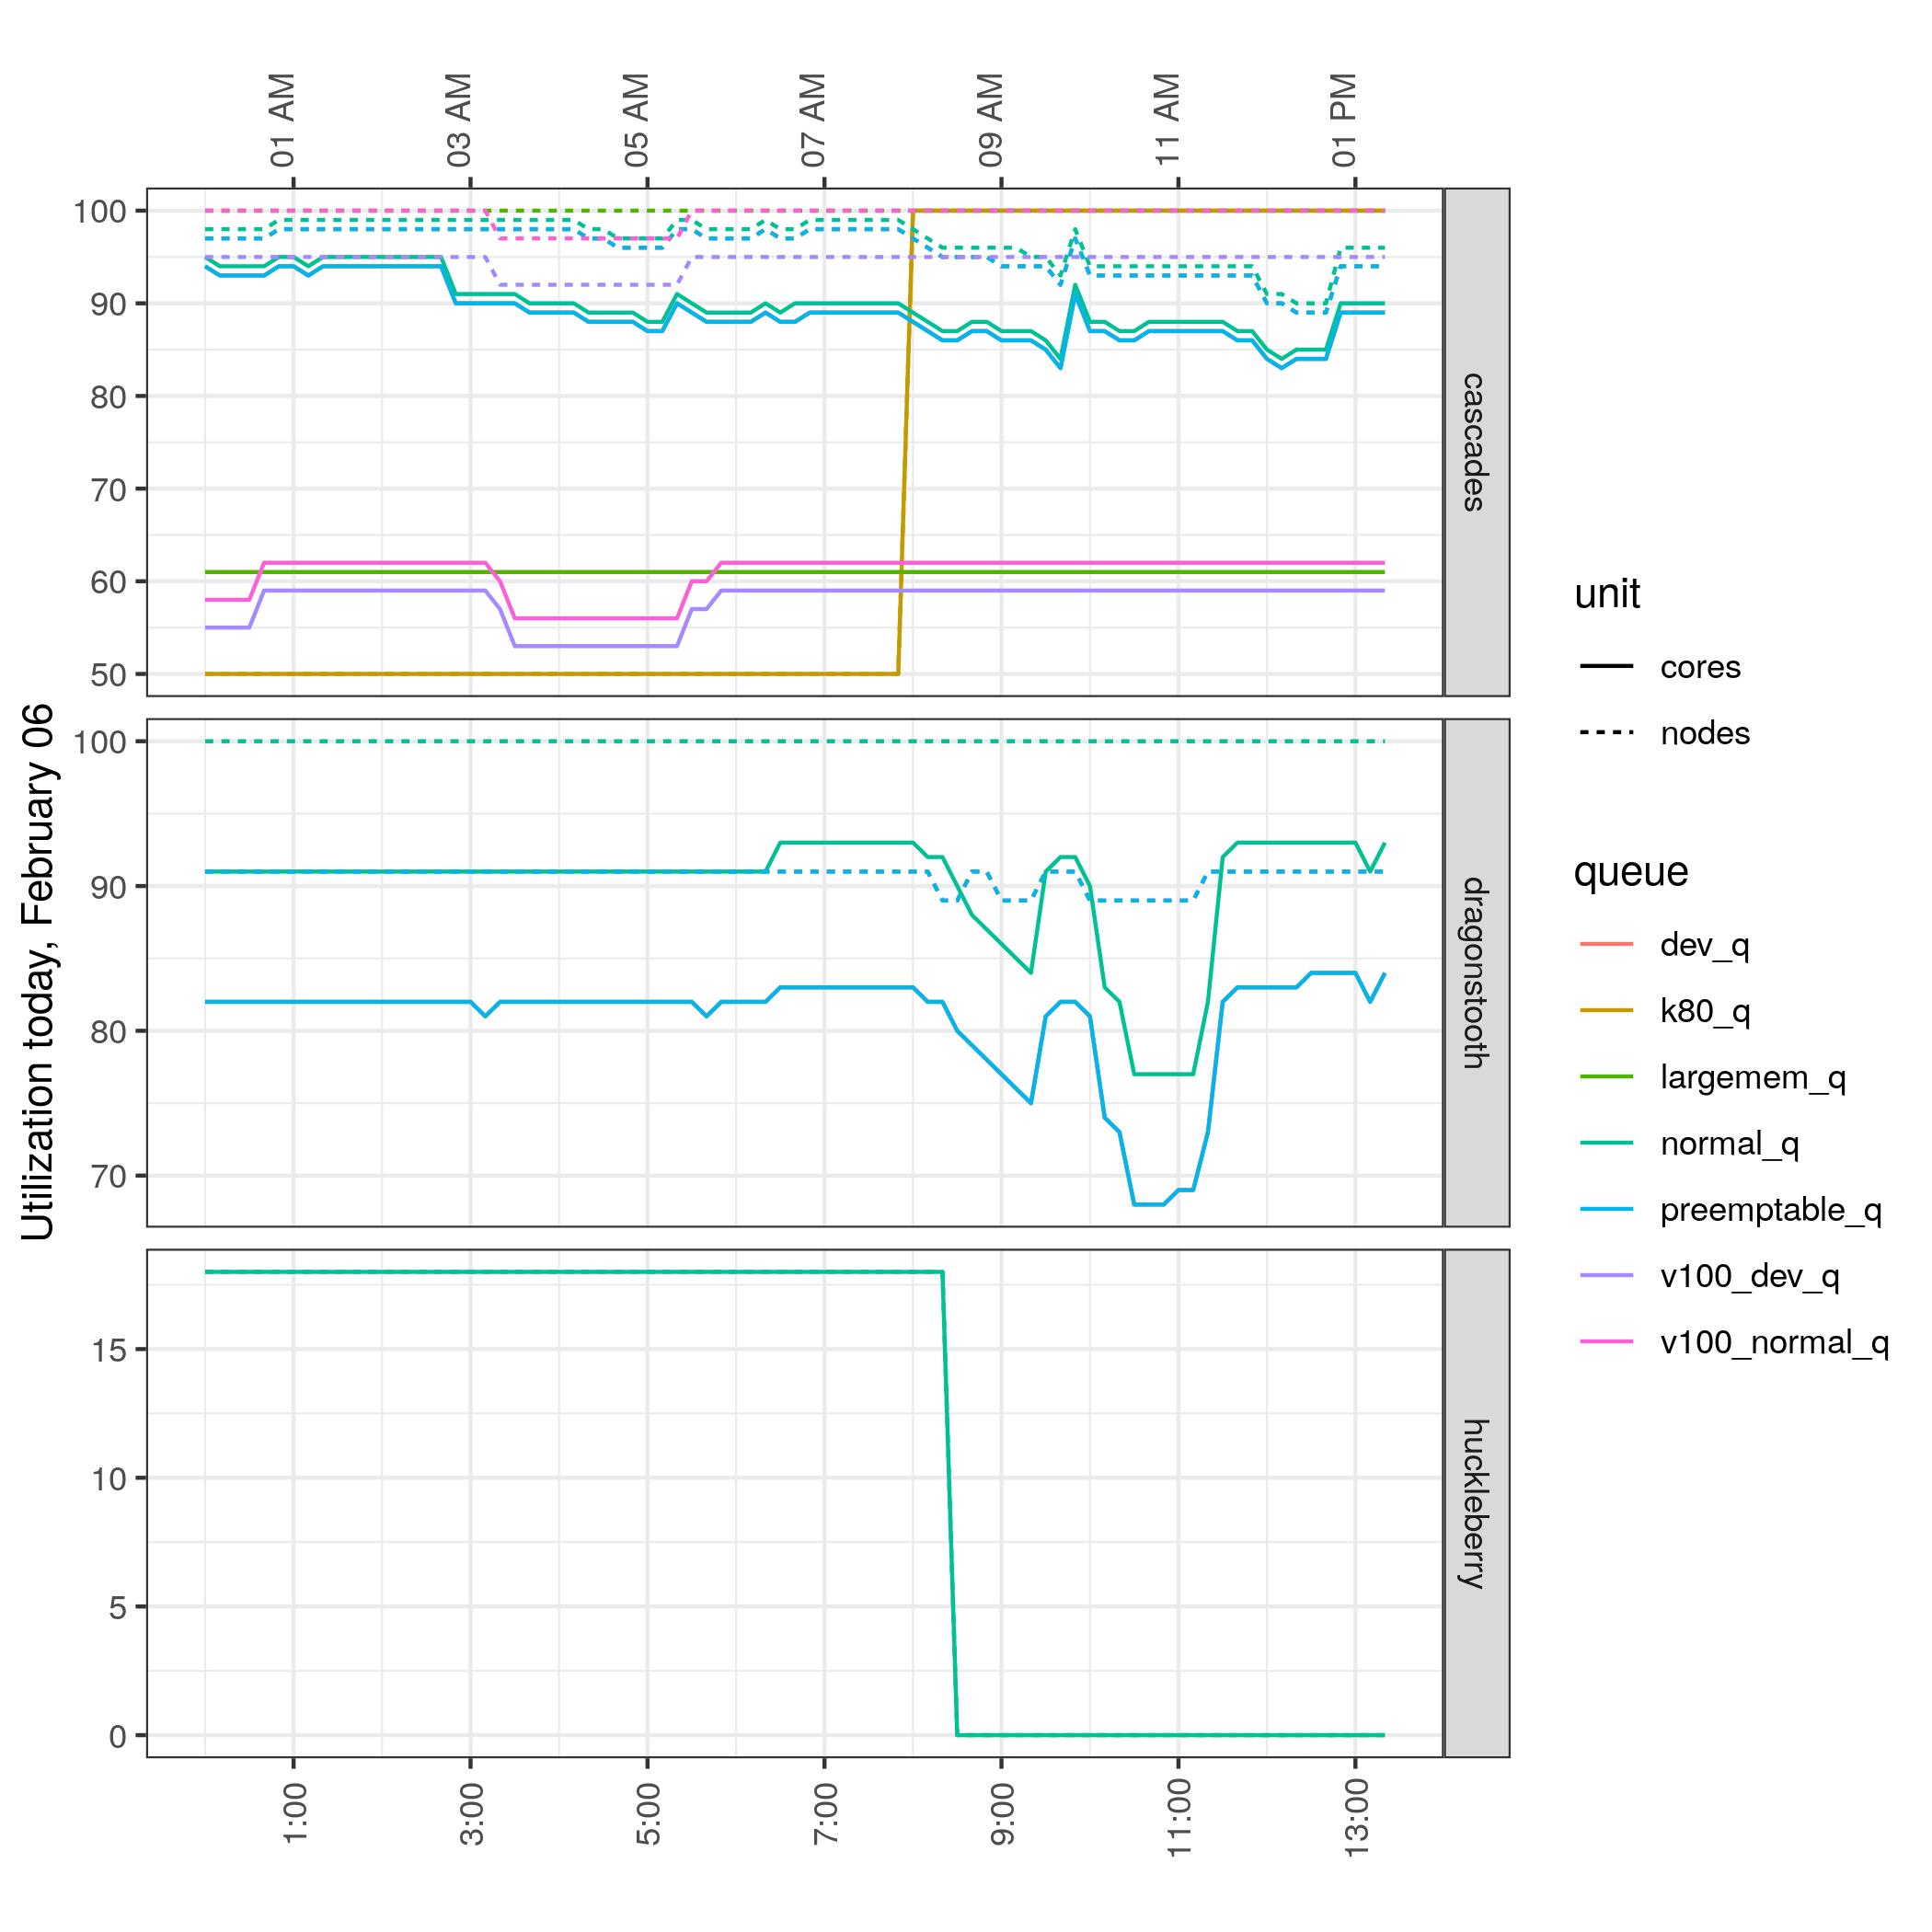 01 AM
03 AM
05 AM
07 AM
09 AM
11 AM
01 PM
Utilization today, February 06
100
90
80
70
60
50
cascades
100
90
80
70
dragonstooth
15
10
5
0
huckleberry
1:00
3:00
5:00
7:00
9:00
11:00
13:00
unit
cores
nodes
queue
dev_q
k80_q
largemem_q
normal_q
preemptable_q
v100_dev_q
v100_normal_q